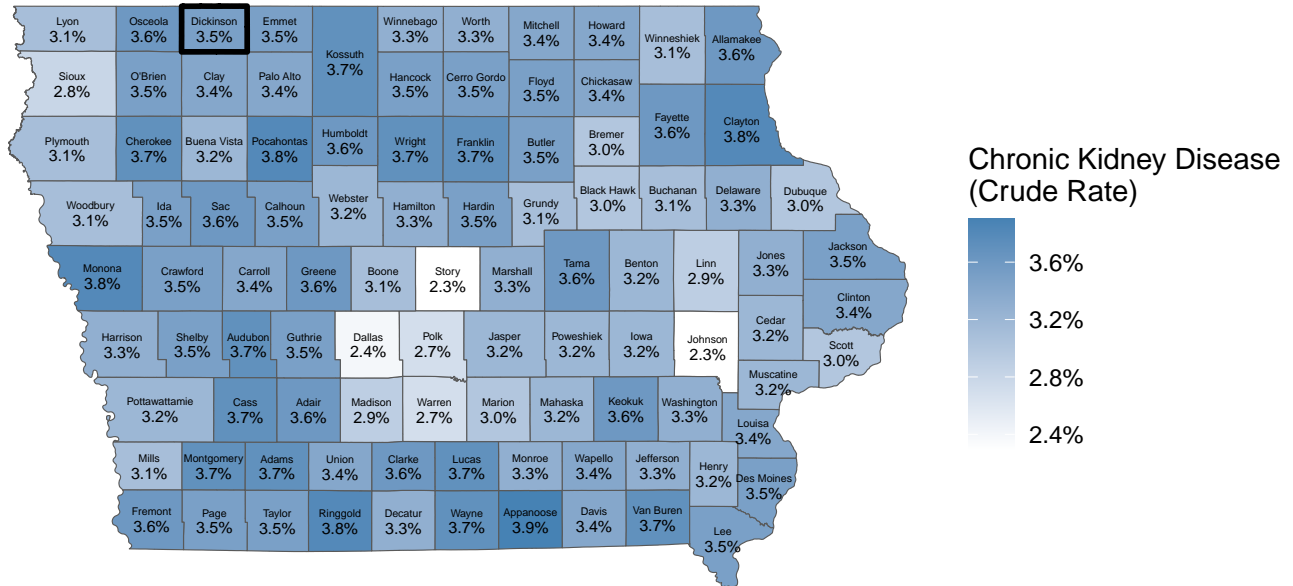 Lyon
3.1%
Osceola
3.6%
Dickinson
3.5%
Emmet
3.5%
Kossuth
3.7%
Winnebago
3.3%
Worth
3.3%
Mitchell
3.4%
Howard
3.4%
Winneshiek
3.1%
Allamakee
3.6%
Sioux
2.8%
O'Brien
3.5%
Clay
3.4%
Palo Alto
3.4%
Hancock
3.5%
Cerro Gordo
3.5%
Floyd
3.5%
Chickasaw
3.4%
Fayette
3.6%
Clayton
3.8%
Plymouth
3.1%
Cherokee
3.7%
Buena Vista
3.2%
Pocahontas
3.8%
Humboldt
3.6%
Wright
3.7%
Franklin
3.7%
Butler
3.5%
Bremer
3.0%
Woodbury
3.1%
Ida
3.5%
Sac
3.6%
Calhoun
3.5%
Webster
3.2%
Hamilton
3.3%
Hardin
3.5%
Grundy
3.1%
Black Hawk
3.0%
Buchanan
3.1%
Delaware
3.3%
Dubuque
3.0%
Monona
3.8%
Crawford
3.5%
Carroll
3.4%
Greene
3.6%
Boone
3.1%
Story
2.3%
Marshall
3.3%
Tama
3.6%
Benton
3.2%
Linn
2.9%
Jones
3.3%
Jackson
3.5%
Clinton
3.4%
Harrison
3.3%
Shelby
3.5%
Audubon
3.7%
Guthrie
3.5%
Dallas
2.4%
Polk
2.7%
Jasper
3.2%
Poweshiek
3.2%
Iowa
3.2%
Johnson
2.3%
Cedar
3.2%
Scott
3.0%
Muscatine
3.2%
Pottawattamie
3.2%
Cass
3.7%
Adair
3.6%
Madison
2.9%
Warren
2.7%
Marion
3.0%
Mahaska
3.2%
Keokuk
3.6%
Washington
3.3%
Louisa
3.4%
Mills
3.1%
Montgomery
3.7%
Adams
3.7%
Union
3.4%
Clarke
3.6%
Lucas
3.7%
Monroe
3.3%
Wapello
3.4%
Jefferson
3.3%
Henry
3.2%
Des Moines
3.5%
Fremont
3.6%
Page
3.5%
Taylor
3.5%
Ringgold
3.8%
Decatur
3.3%
Wayne
3.7%
Appanoose
3.9%
Davis
3.4%
Van Buren
3.7%
Lee
3.5%
Chronic Kidney Disease
(Crude Rate)
3.6%
3.2%
2.8%
2.4%